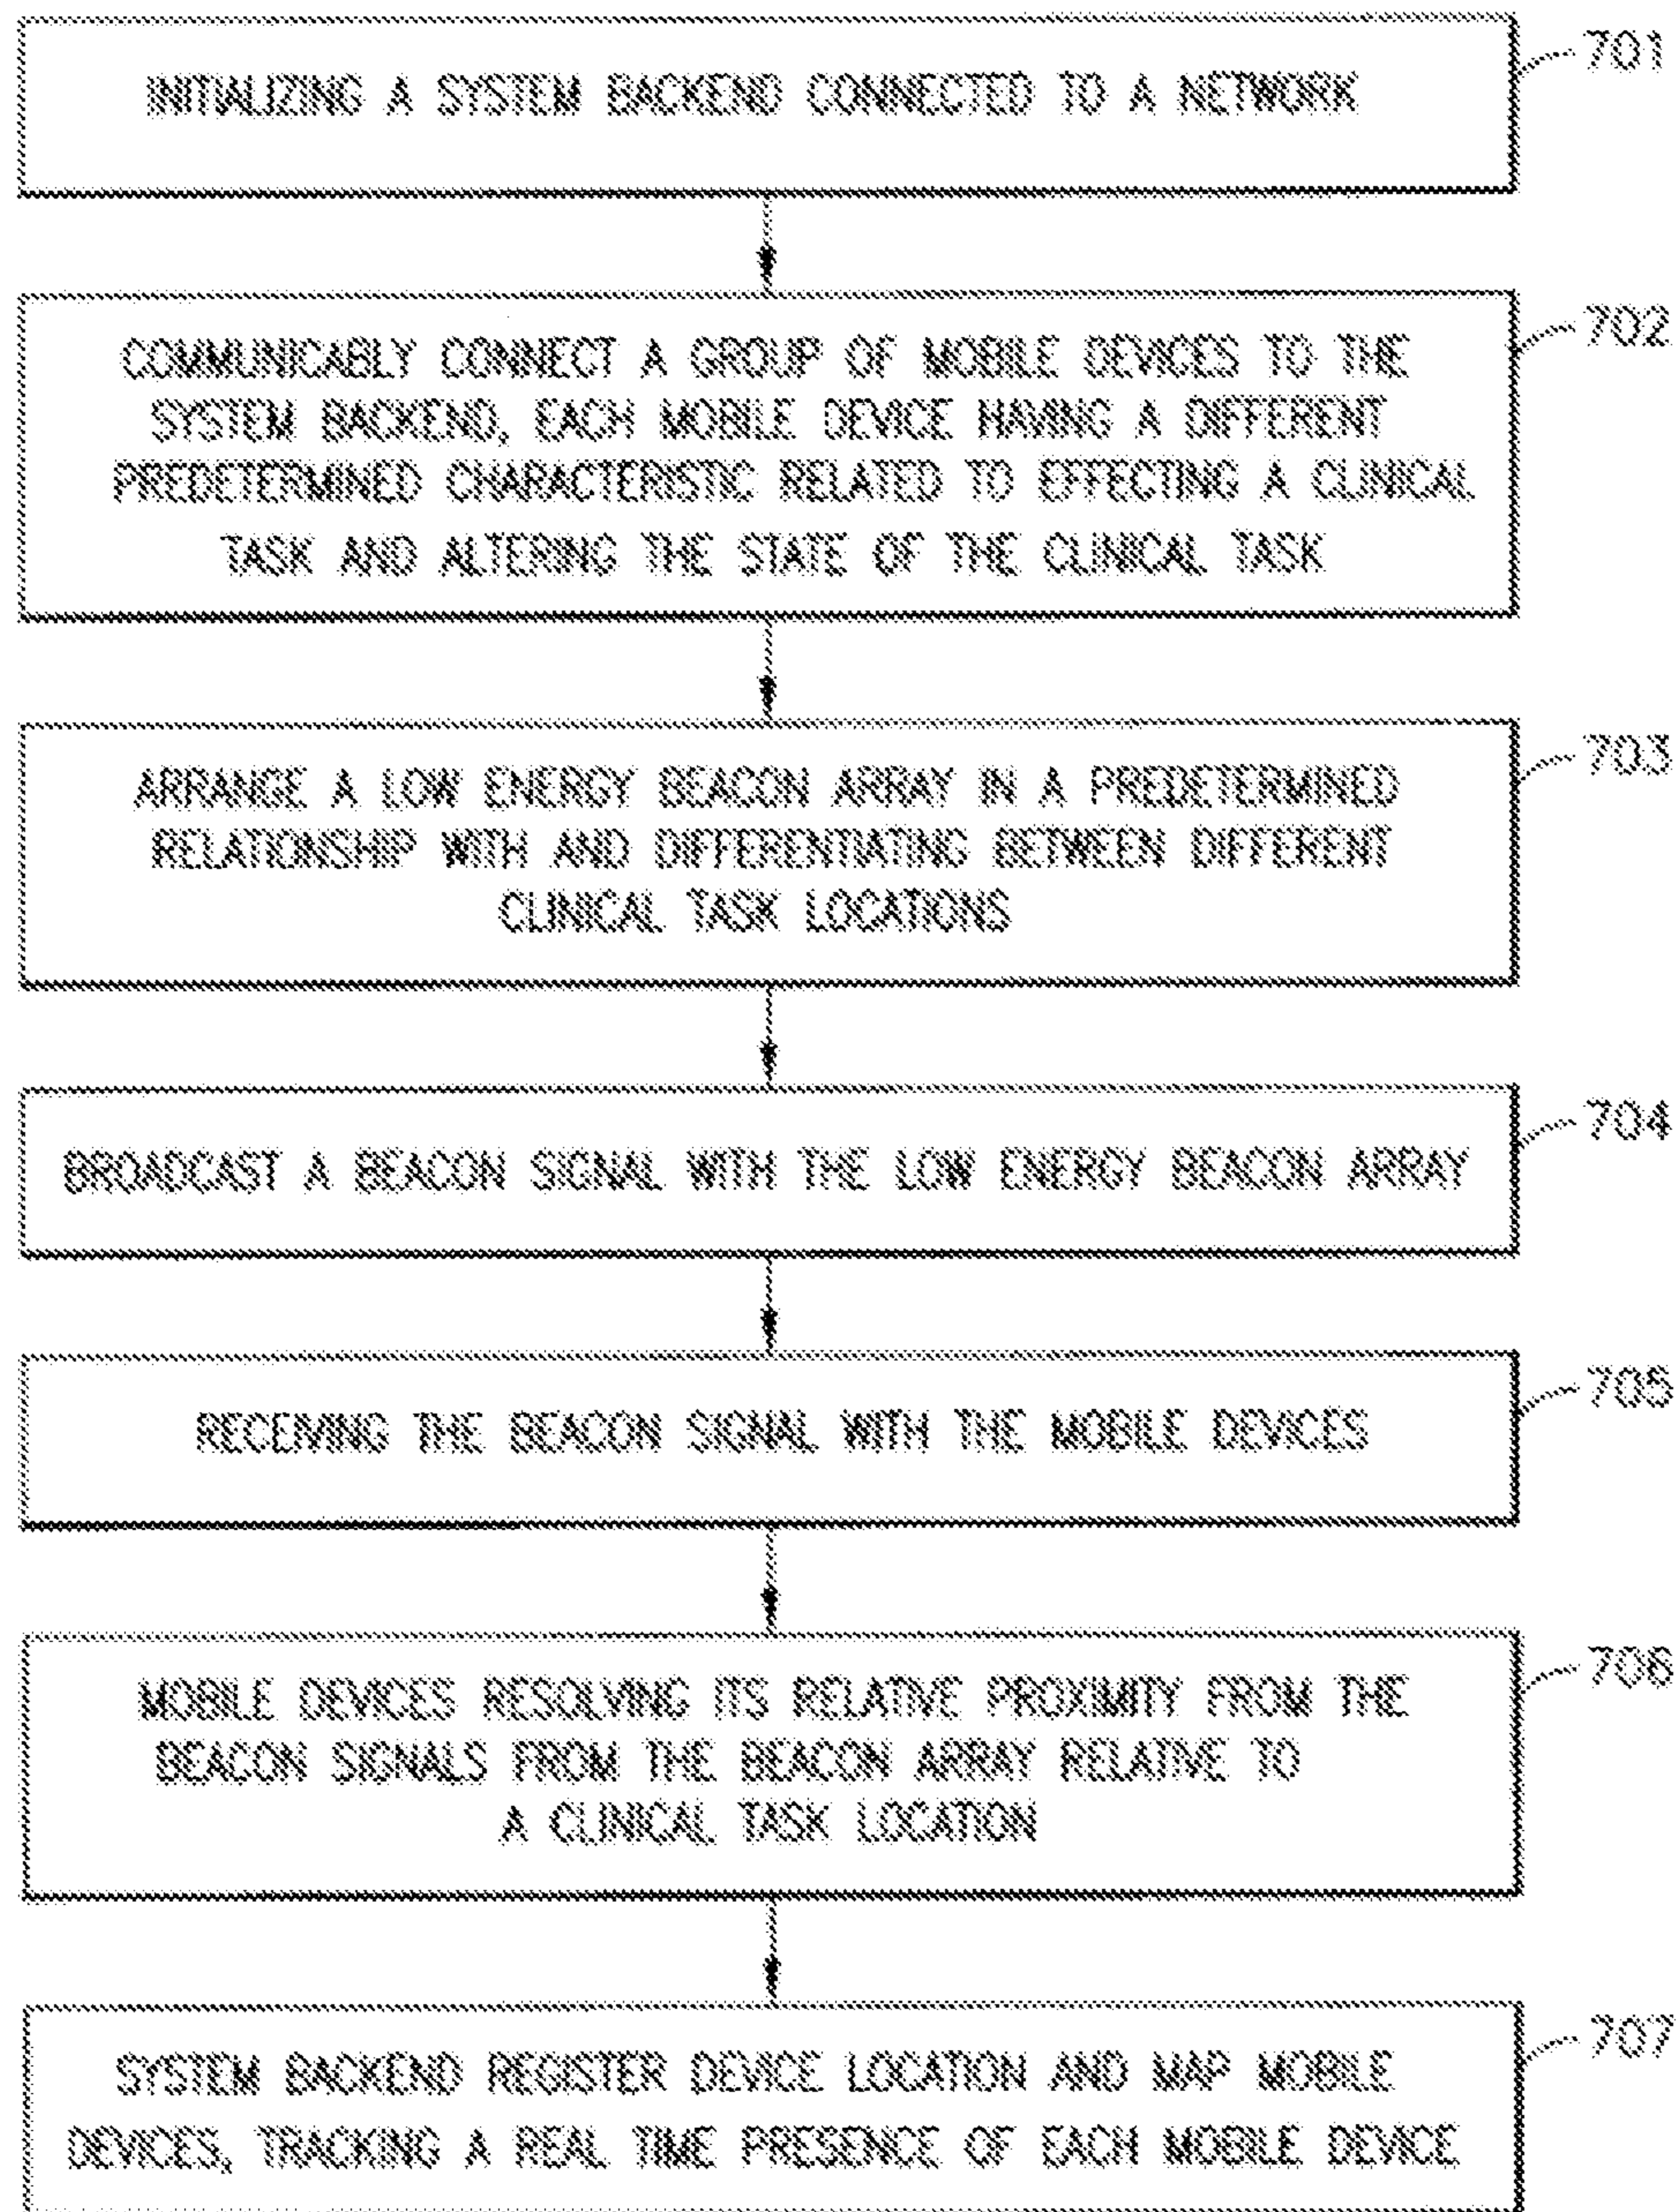 INITIALIZING A SYSTEM BACKEND CONNECTED TO A NETWORK
701
COMMUNICABLY CONNECT A GROUP OF MOBILE DEVICES TO THE
SYSTEM BACKEND, EACH MOBILE DEVICE HAVING A DIFFERENT
PREDETERMINED CHARACTERISTIC RELATED TO EFFECTING A CLINICAL
TASK AND ALTERING THE STATE OF THE CLINICAL TASK
702
ARRANGE A LOW ENERGY BEACON ARRAY IN A PREDETERMINED
RELATIONSHIP WITH AND DIFFERENTIATING BETWEEN DIFFERENT
CLINICAL TASK LOCATIONS
703
BROADCAST A BEACON SIGNAL WITH THE LOW ENERGY BEACON ARRAY
704
RECEIVING THE BEACON SIGNAL WITH THE MOBILE DEVICES
705
MOBILE DEVICES RESOLVING ITS RELATIVE PROXIMITY FROM THE
BEACON SIGNALS FROM THE BEACON ARRAY RELATIVE TO
A CLINICAL TASK LOCATION
706
SYSTEM BACKEND REGISTER DEVICE LOCATION AND MAP MOBILE
DEVICES, TRACKING A REAL TIME PRESENCE OF EACH MOBILE DEVICE
707